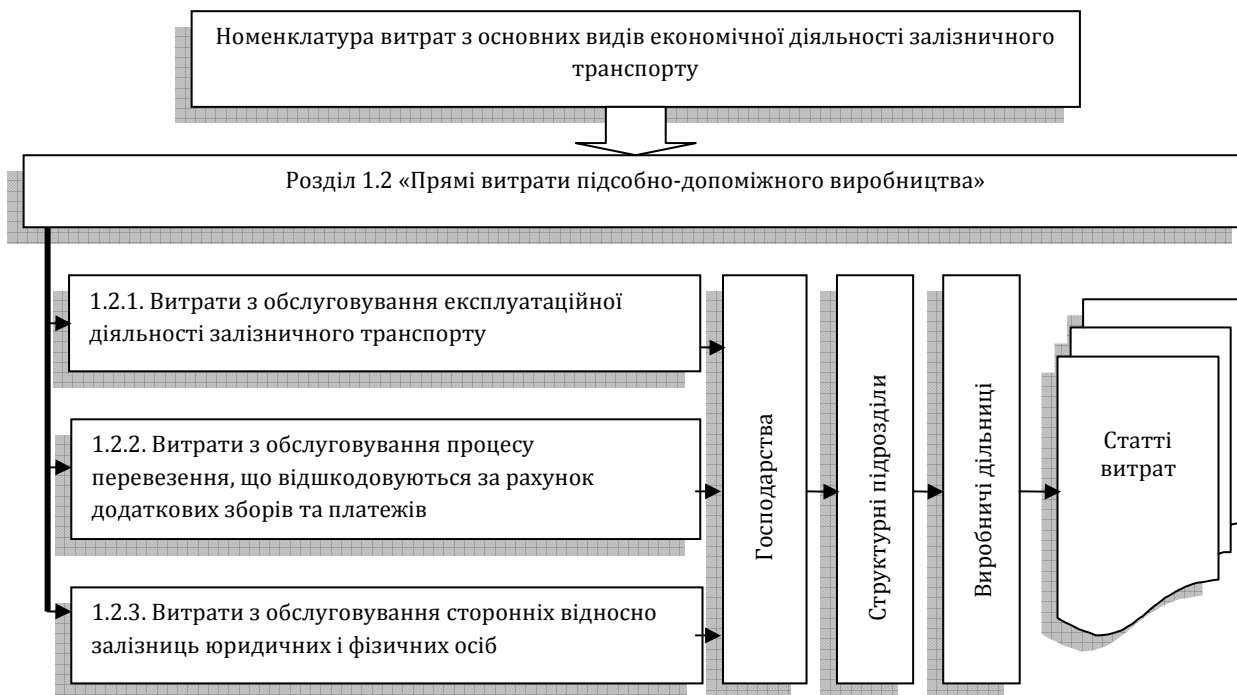 Номенклатура витрат з основних видів економічної діяльності залізничного
транспорту
Розділ 1.2 «Прямі витрати підсобно-допоміжного виробництва»
1.2.1. Витрати з обслуговування експлуатаційної
діяльності залізничного транспорту
1.2.2. Витрати з обслуговування процесу
перевезення, що відшкодовуються за рахунок
додаткових зборів та платежів
1.2.3. Витрати з обслуговування сторонніх відносно
залізниць юридичних і фізичних осіб
Господарства
Структурні підрозділи
Виробничі дільниці
Статті
витрат